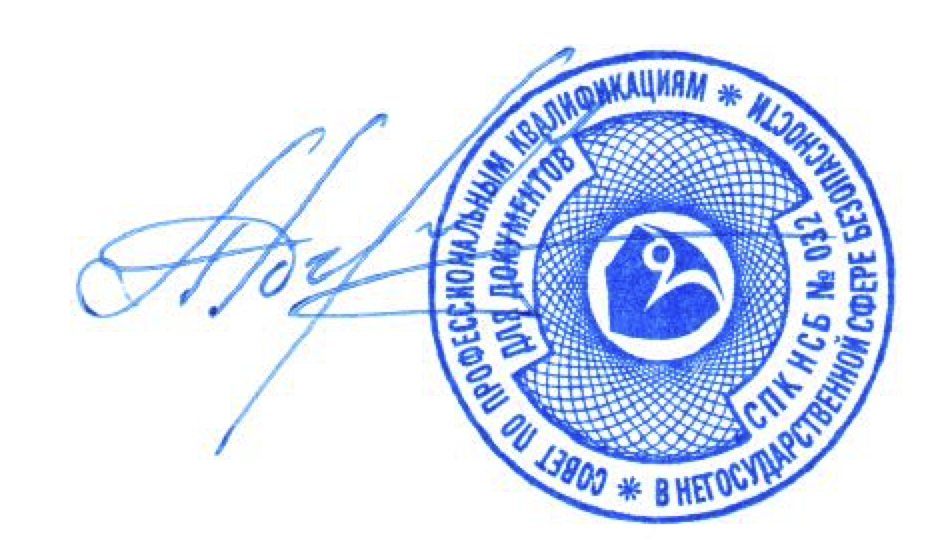 СОВЕТ ПО ПРОФЕССИОНАЛЬНЫМ КВАЛИФИКАЦИЯМ
В НЕГОСУДАРСТВЕННОЙ СФЕРЕ БЕЗОПАСНОСТИ
ДЛЯ ДОКУМЕНТОВ
СПК НСБ № 032